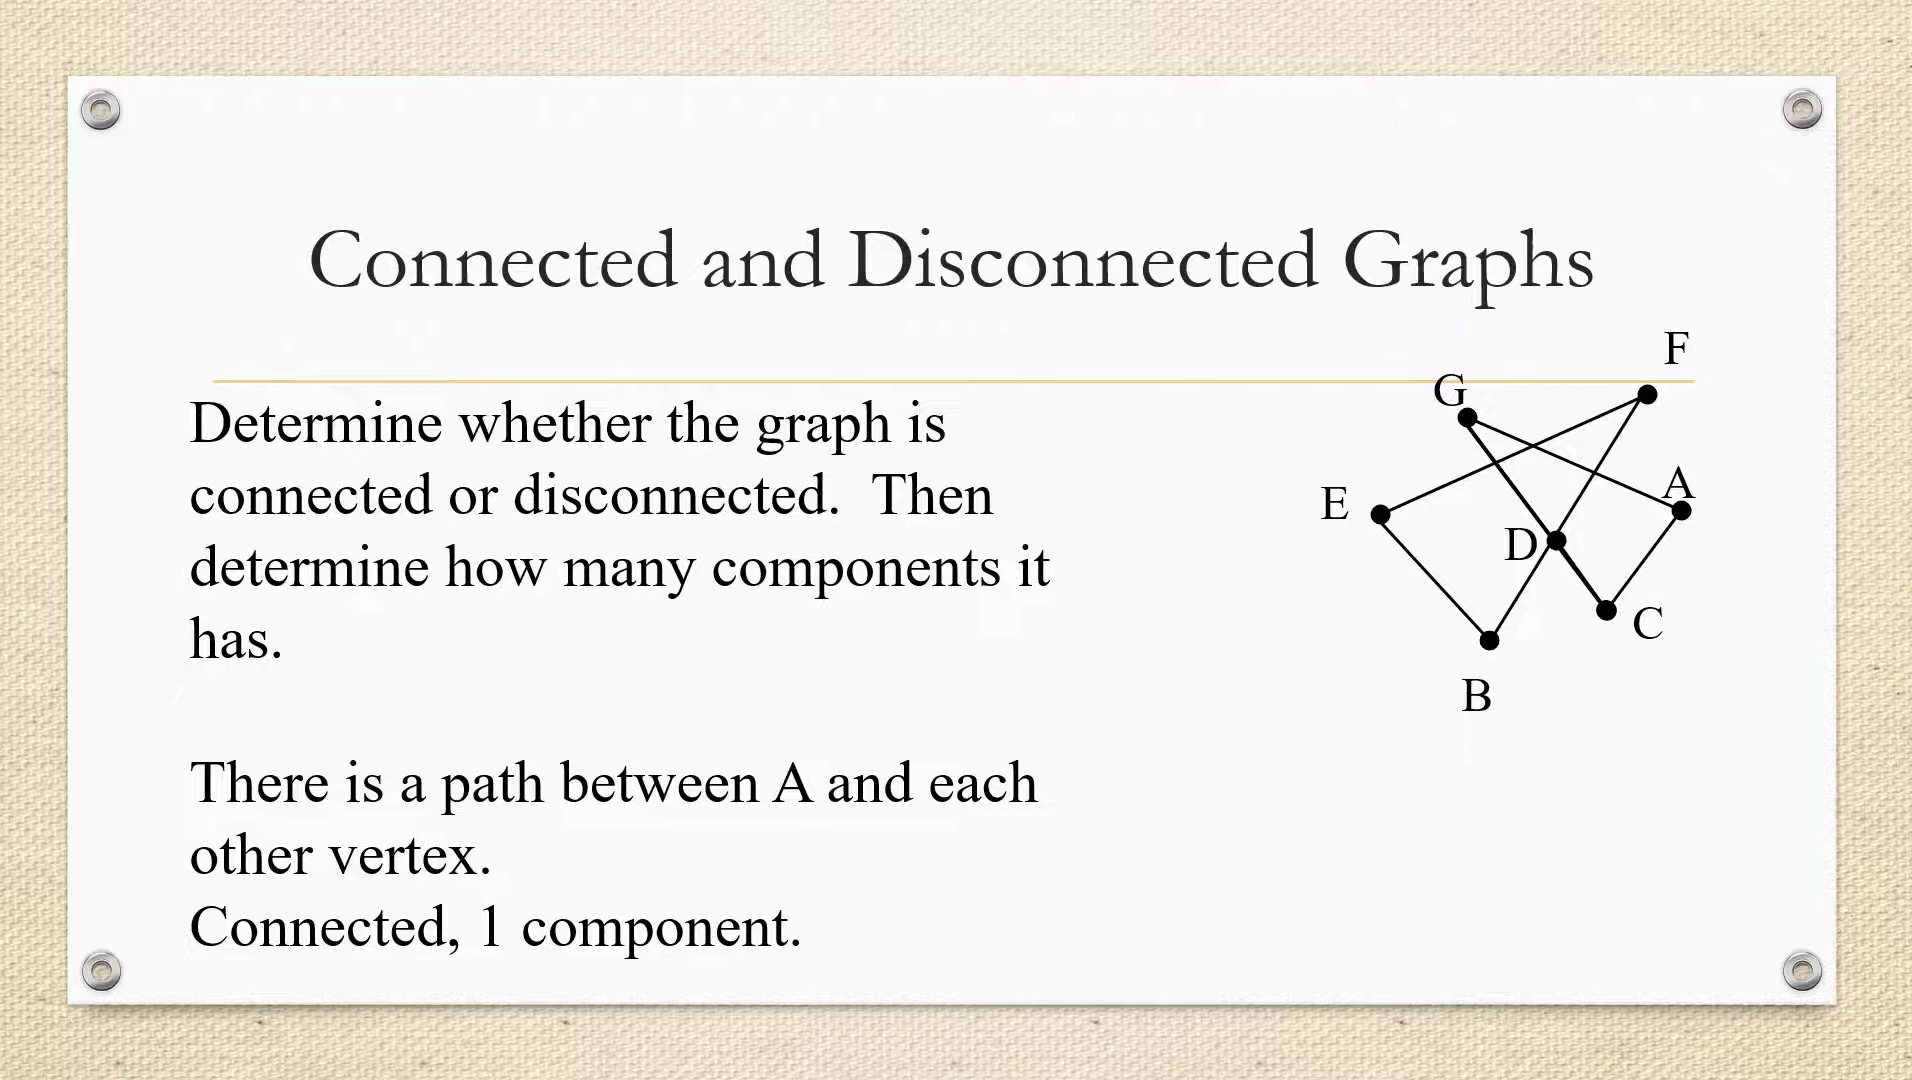 Connected and Disconnected Graphs
Determine whether the graph is
connected or disconnected.  Then
determine how many components it
has.
There is a path between A and each
other vertex.
Connected, 1 component.
F
G
A
E
D
C
B